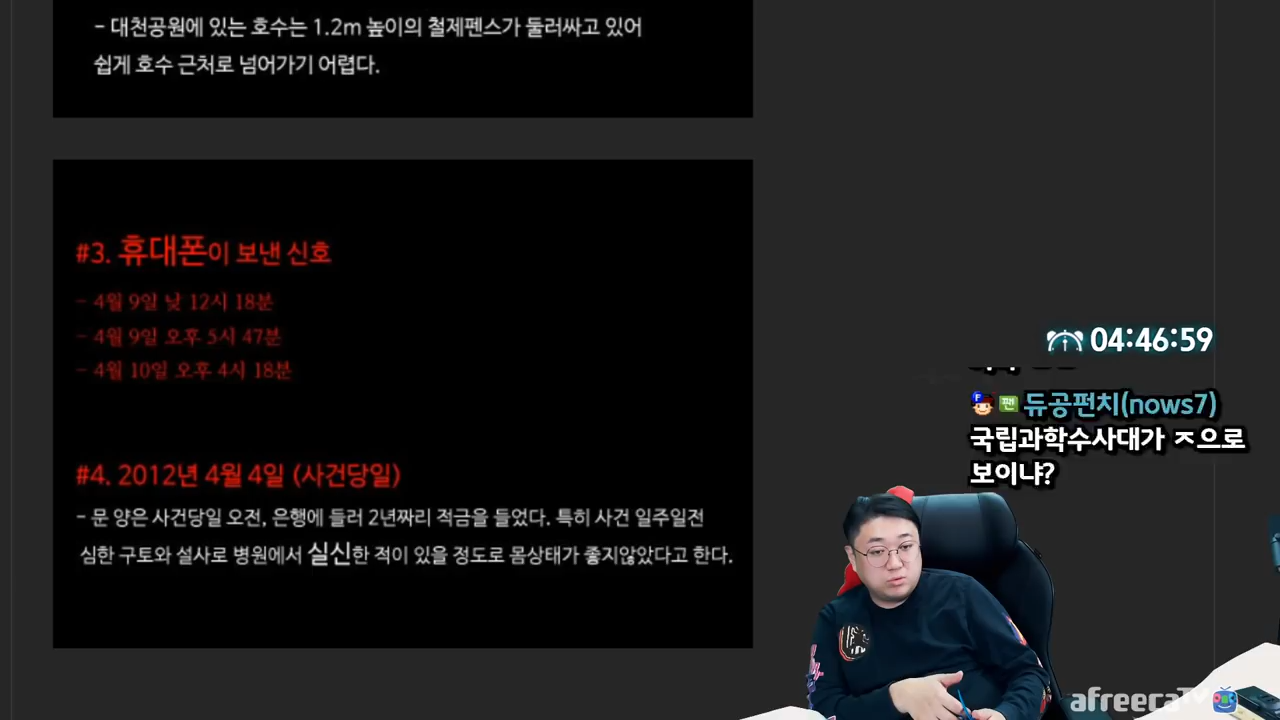 - 대천공원에 있는 호수는 1.2m 높이의 철제펜스가 둘러싸고 있어
쉽게 호수 근처로 넘어가기 어렵다.
#3. 휴대폰이 보낸 신호
- 4월 9일 낮 12시 18분
- 4월 9일 오후 5시 47분
- 4월 10일 오후 4시 18분
#4. 2012년 4월 4일 (사건당일)
- 문 양은 사건당일 오전, 은행에 들러 2년짜리 적금을 들었다. 특히 사건 일주일전
심한 구토와 설사로 병원에서 실신한 적이 있을 정도로 몸상태가 좋지않았다고 한다.
04:46:59
F 팬 듀공펀치(nows7)
국립과학수사대가 ㅈ으로
보이냐?
afreecaTV